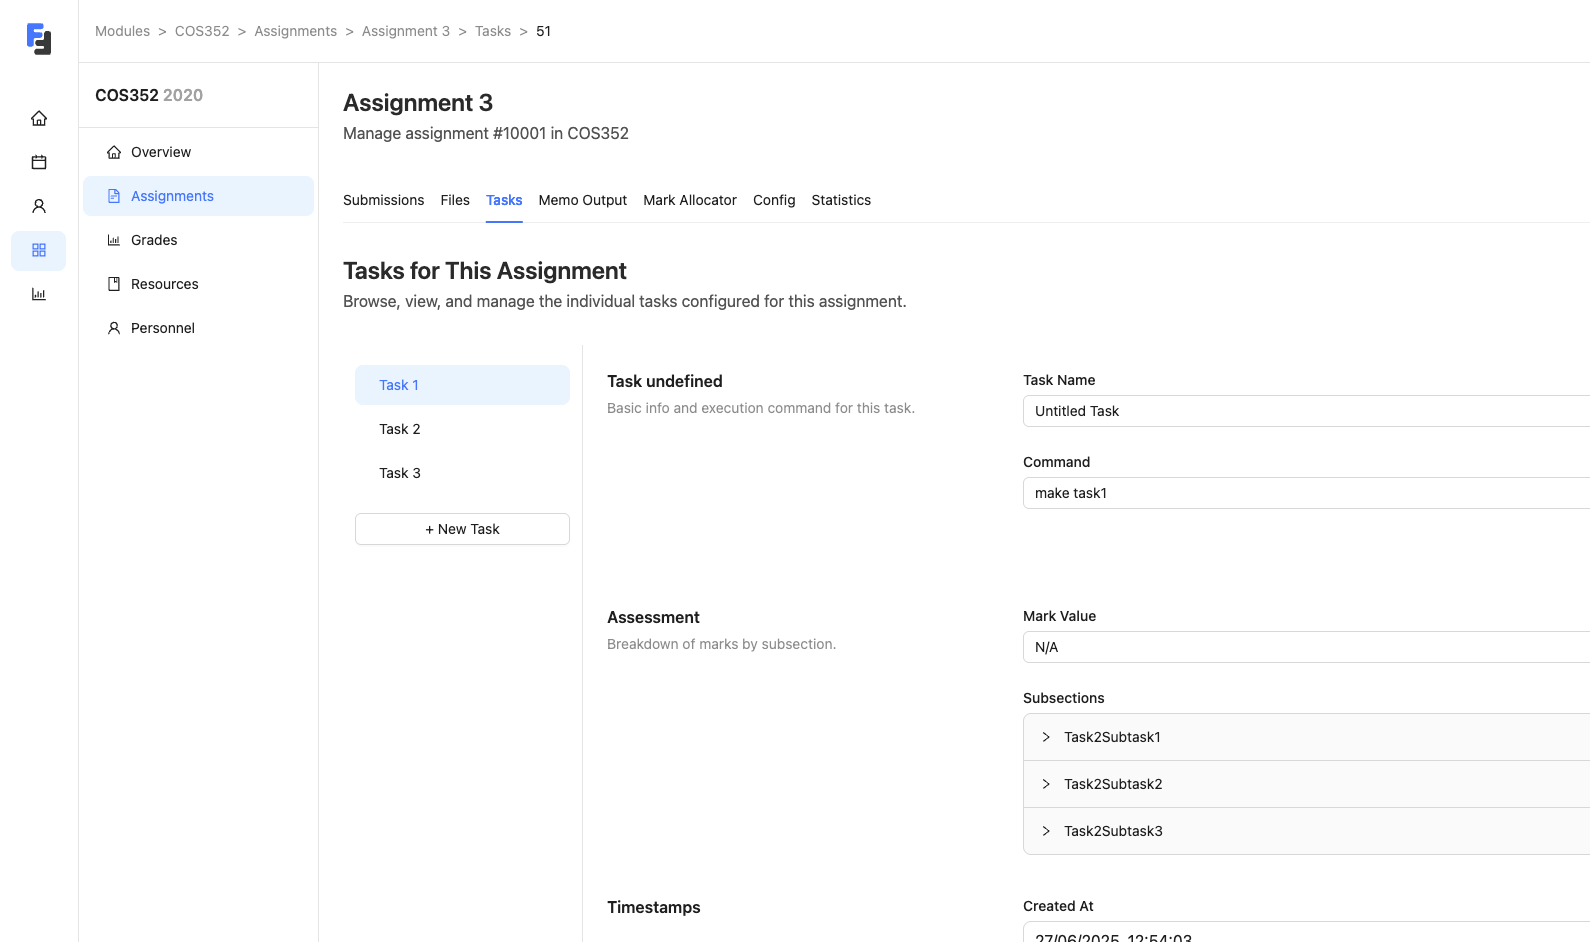 Modules > COS352 > Assignments > Assignment 3 > Tasks > 51
COS352 2020
Overview
Assignments
Grades
Resources
Personnel
Assignment 3
Manage assignment #10001 in COS352
Submissions Files Tasks Memo Output Mark Allocator Config Statistics
Tasks for This Assignment
Browse, view, and manage the individual tasks configured for this assignment.
Task 1
Task 2
Task 3
+ New Task
Task undefined
Basic info and execution command for this task.
Task Name
Untitled Task
Command
make task1
Assessment
Breakdown of marks by subsection.
Mark Value
N/A
Subsections
Task2Subtask1
Task2Subtask2
Task2Subtask3
Timestamps
Created At
27/06/2025, 12:54:03